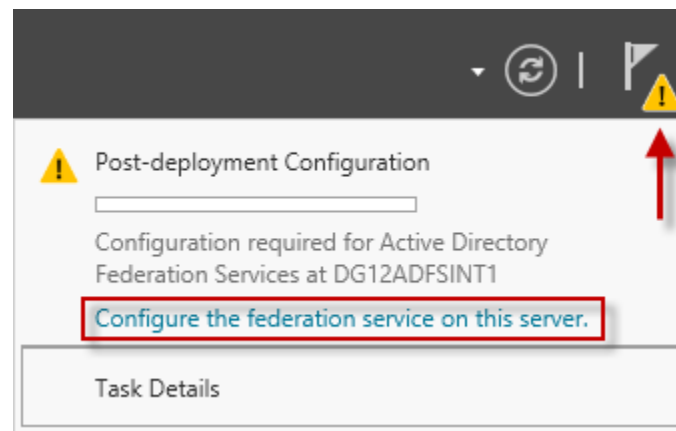 Post-deployment Configuration
Configuration required for Active Directory
Federation Services at DG12ADFSINT1
Configure the federation service on this server.
Task Details